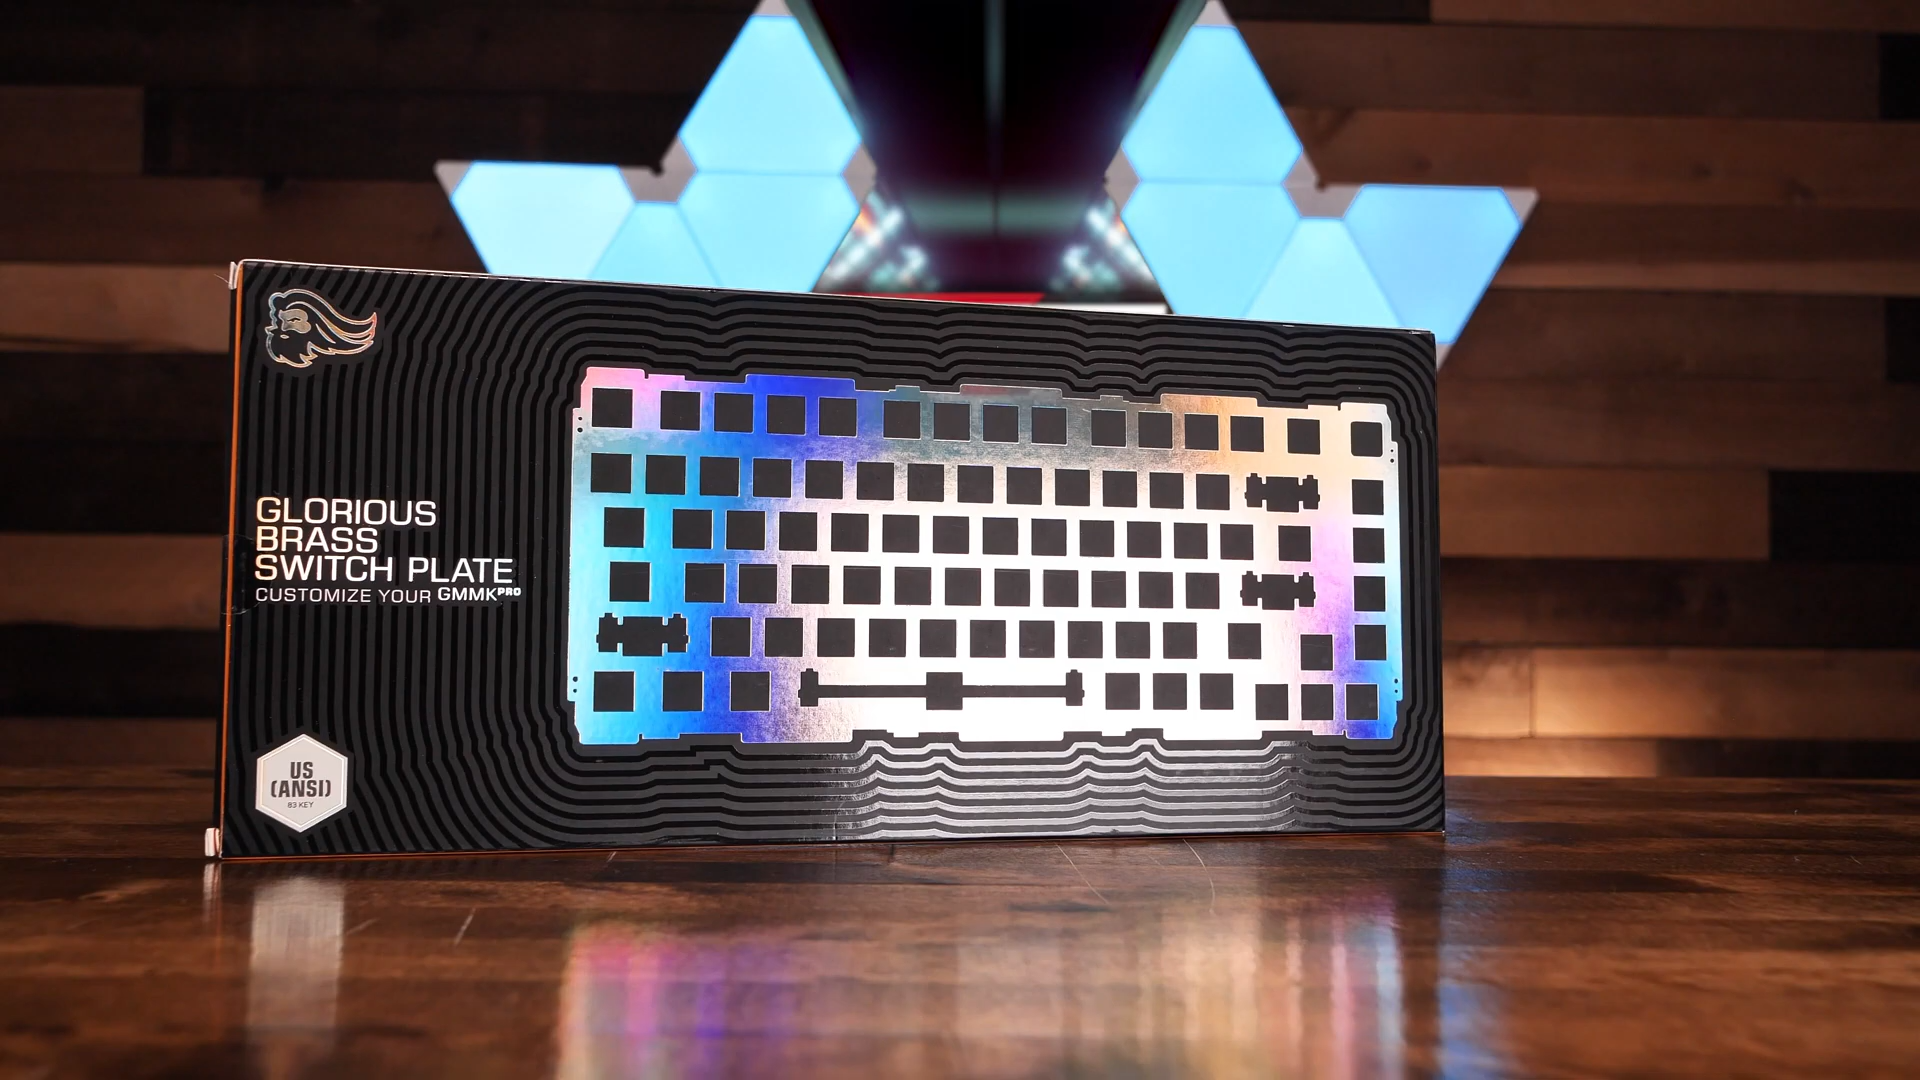 GLORIOUS
BRASS
SWITCH PLATE
CUSTOMIZE YOUR GMMKPRO
US
(ANSI)
83 KEY